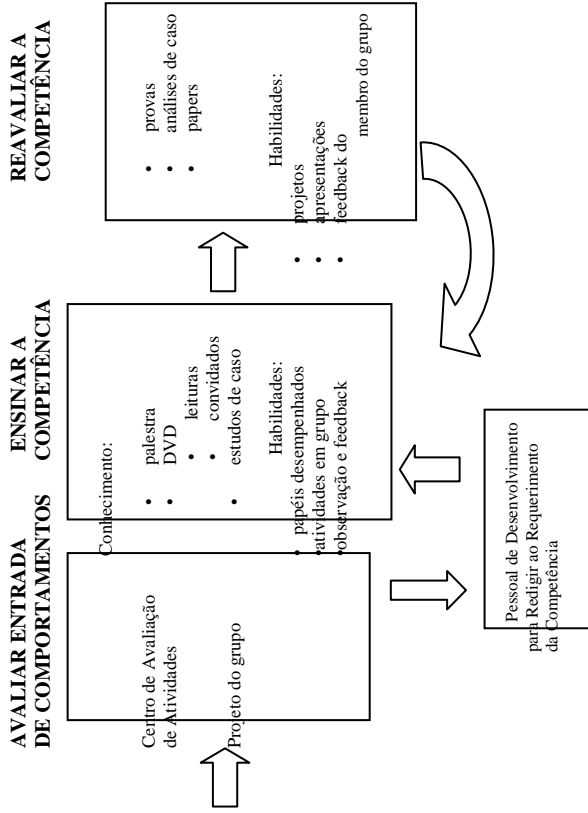 AVALIAR ENTRADA
DE COMPORTAMENTOS
Centro de Avaliação
de Atividades
Projeto do grupo
ENSINAR A
COMPETÊNCIA
Conhecimento:
• palestra
• DVD
• leituras
• convidados
• estudos de caso
Habilidades:
• papéis desempenhados
•atividades em grupo
•observação e feedback
REAVALIAR A
COMPETÊNCIA
• provas
• análises de caso
• papers
Habilidades:
• projetos
• apresentações
• feedback do
membro do grupo
Pessoal de Desenvolvimento
para Redigir ao Requerimento
da Competência